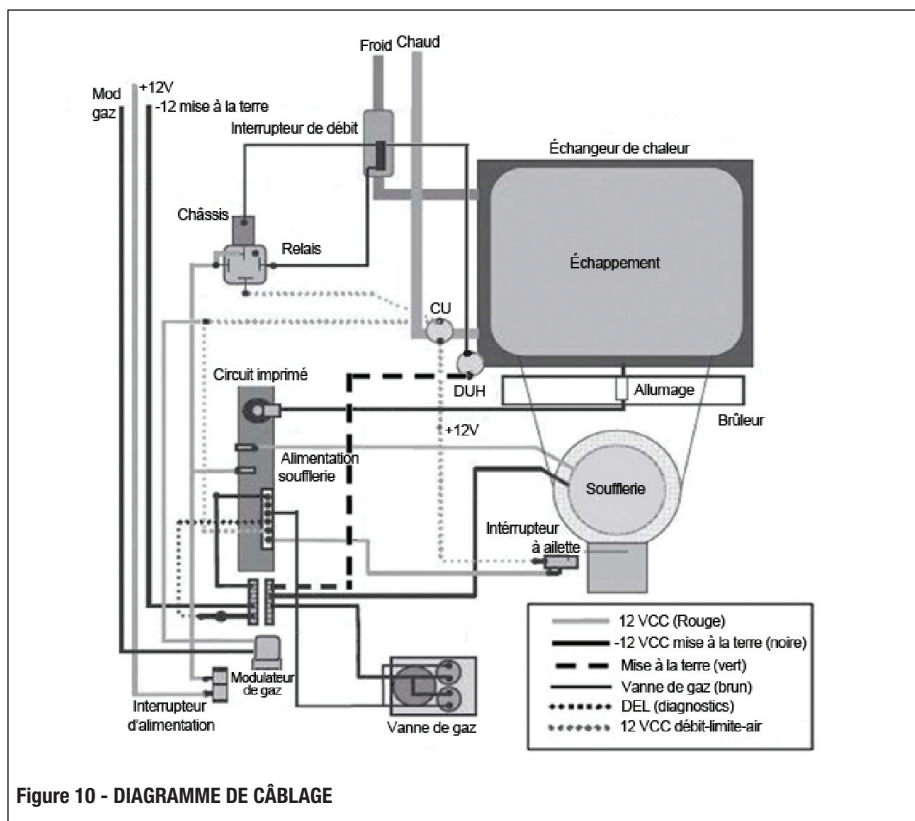 Froid Chaud
+12V
Mod
gaz
-12 mise à la terre
Interrupteur de débit
Échangeur de chaleur
Châssis
Relais
Échappement
CU
Circuit imprimé
DUH
Allumage
Brûleur
+12V
Alimentation
soufflerie
Soufflerie
Intérrupteur
à ailette
12 VCC (Rouge)
-12 VCC mise à la terre (noire)
Mise à la terre (vert)
Vanne de gaz (brun)
DEL (diagnostics)
12 VCC débit-limite-air
Modulateur
de gaz
Interrupteur
d'alimentation
Vanne de gaz
Figure 10 - DIAGRAMME DE CÂBLAGE